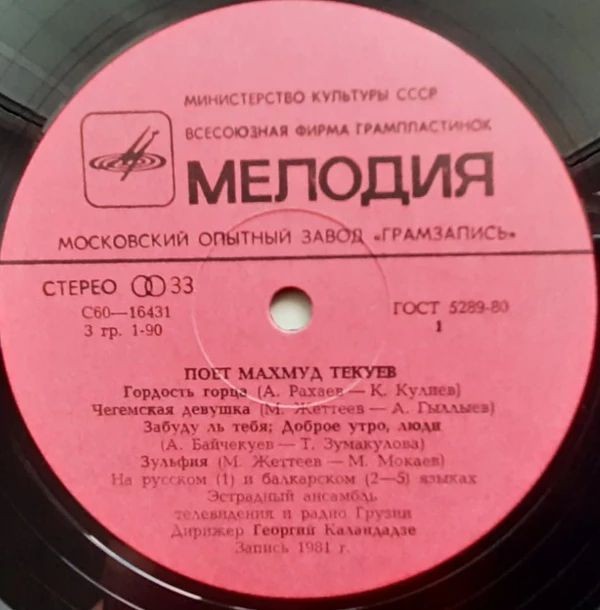 МИНИСТЕРСТВО КУЛЬТУРЫ СССР
ВСЕСОЮЗНАЯ ФИРМА ГРАМПЛАСТИНОК
МЕЛОДИЯ
МОСКОВСКИЙ ОПЫТНЫЙ ЗАВОД «ГРАМЗАПИСЬ»
СТЕРЕО 33
С60—16431
ГОСТ 5289-80
3 гр. 1-90
1
ПОЕТ МАХМУД ТЕКУЕВ
Гордость горца (А. Рахаев — К. Кулиев)
Чегемская девушка (М. Жеттеев — А. Гыллыев)
Забуду ль тебя; Доброе утро, люди
(А. Байчекуев — Т. Зумакулова)
Зульфия (М. Жеттеев — М. Мокаев)
На русском (1) и балкарском (2—5) языках
Эстрадный ансамбль
телевидения и радио Грузии
Дирижер Георгий Каландадзе
Запись 1981 г.